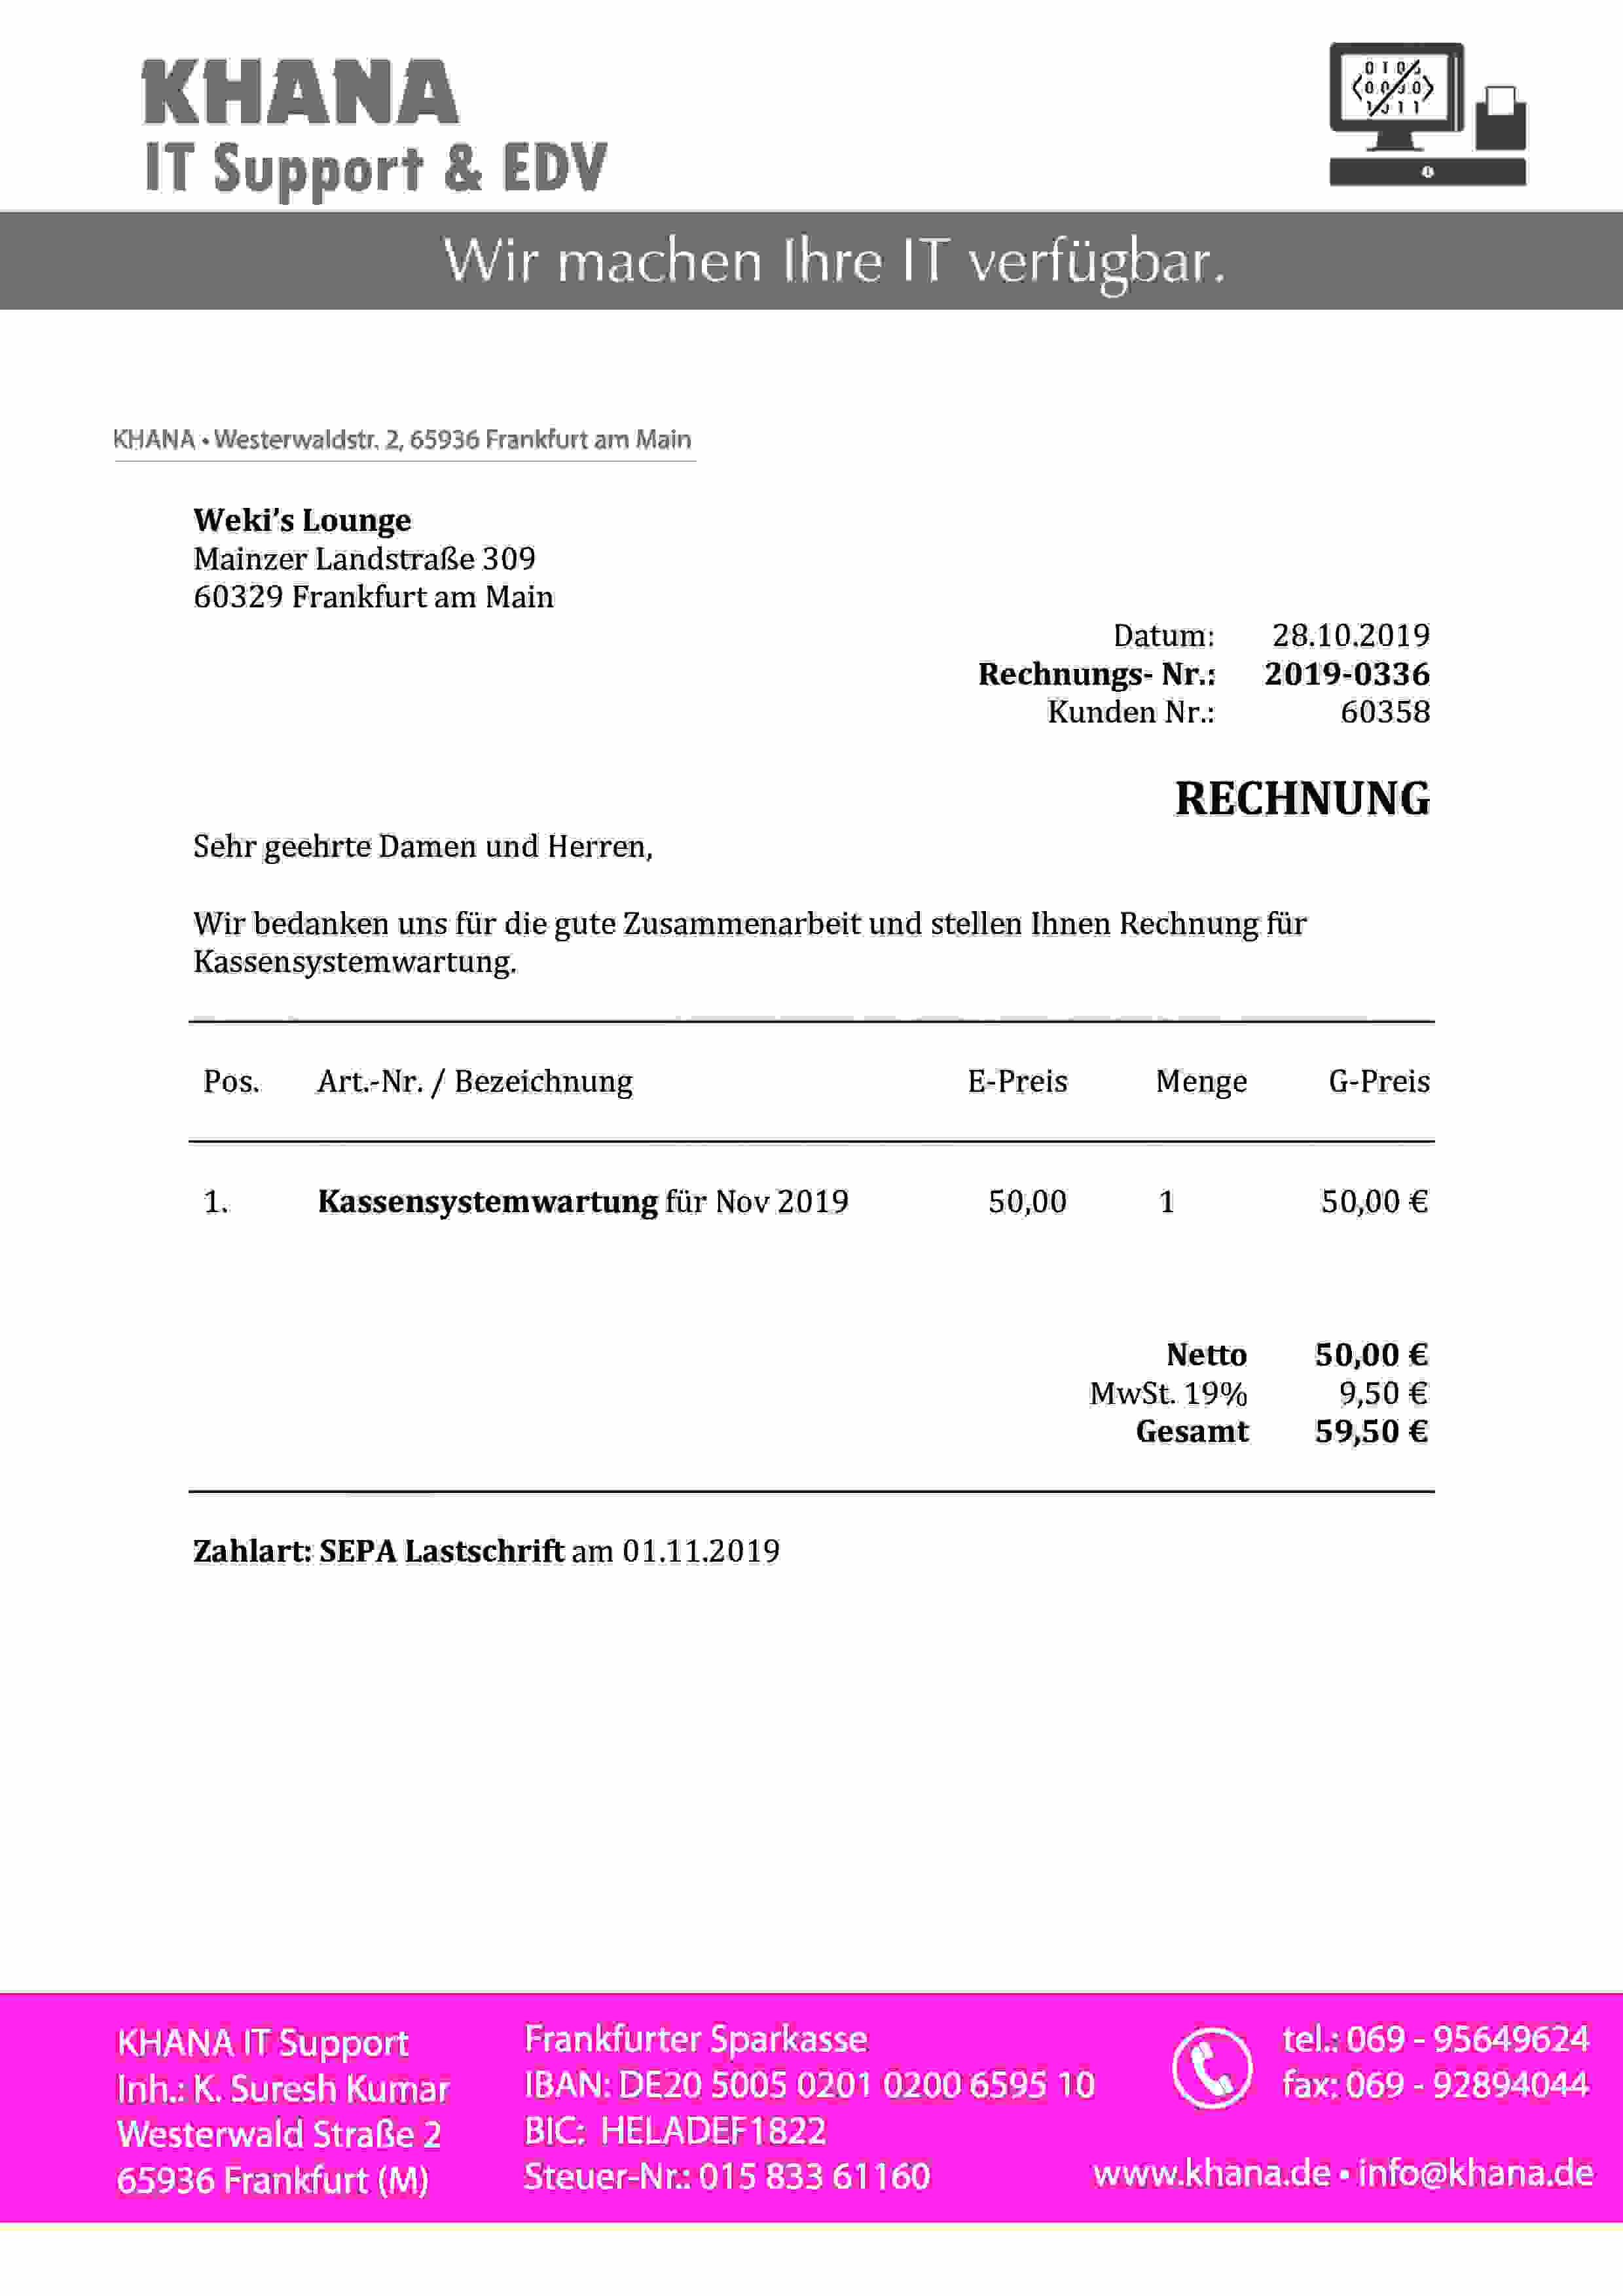 KHANA
IT Support & EDV
Wir machen Ihre IT verfügbar.
KHANA • Westerwaldstr. 2, 65936 Frankfurt am Main
Weki's Lounge
Mainzer Landstraße 309
60329 Frankfurt am Main
Datum: 28.10.2019
Rechnungs- Nr.: 2019-0336
Kunden Nr.: 60358
RECHNUNG
Sehr geehrte Damen und Herren,
Wir bedanken uns für die gute Zusammenarbeit und stellen Ihnen Rechnung für
Kassensystemwartung.
Pos. Art.-Nr. / Bezeichnung E-Preis Menge G-Preis
1. Kassensystemwartung für Nov 2019 50,00 1 50,00 €
Netto 50,00 €
MwSt. 19% 9,50 €
Gesamt 59,50 €
Zahlart: SEPA Lastschrift am 01.11.2019
KHANA IT Support
Inh.: K. Suresh Kumar
Westerwald Straße 2
65936 Frankfurt (M)
Frankfurter Sparkasse
IBAN: DE20 5005 0201 0200 6595 10
BIC: HELADEF1822
Steuer-Nr.: 015 833 61160
tel.: 069 - 95649624
fax: 069 - 92894044
www.khana.de • info@khana.de